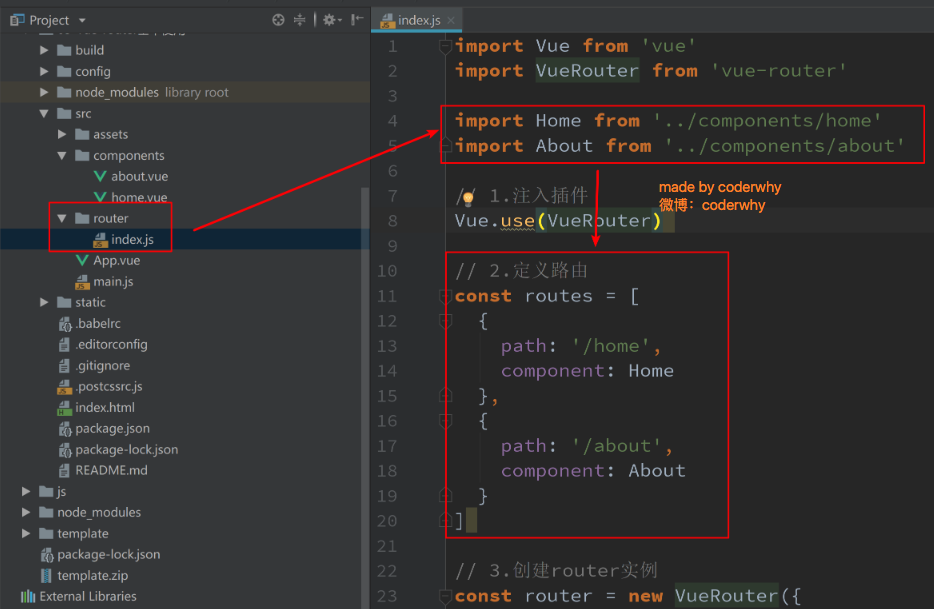 Project
build
config
node_modules library root
src
assets
components
about.vue
home.vue
router
index.js
App.vue
main.js
static
.babelrc
.editorconfig
.gitignore
.postcssrc.js
index.html
package.json
package-lock.json
README.md
js
node_modules
template
package-lock.json
template.zip
External Libraries
index.js
1 import Vue from 'vue'
2 import VueRouter from 'vue-router'
3
4 import Home from '../components/home'
5 import About from '../components/about'
6
7 // 1.注入插件
8 Vue.use(VueRouter)
9
10 // 2.定义路由
11 const routes = [
12 {
13 path: '/home',
14 component: Home
15 },
16 {
17 path: '/about',
18 component: About
19 }
20 ]
21
22 // 3.创建router实例
23 const router = new VueRouter({
made by coderwhy
微博：coderwhy